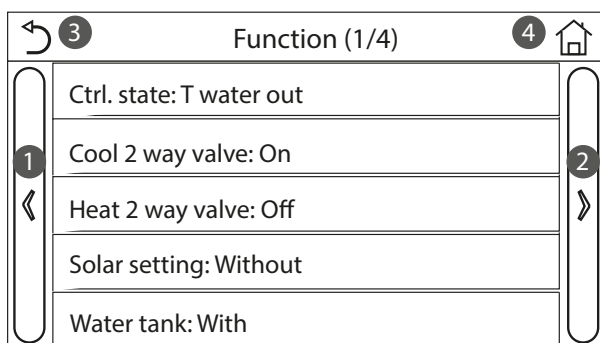 3 Function (1/4) 4
Ctrl. state: T water out
1 Cool 2 way valve: On 2
Heat 2 way valve: Off
Solar setting: Without
Water tank: With